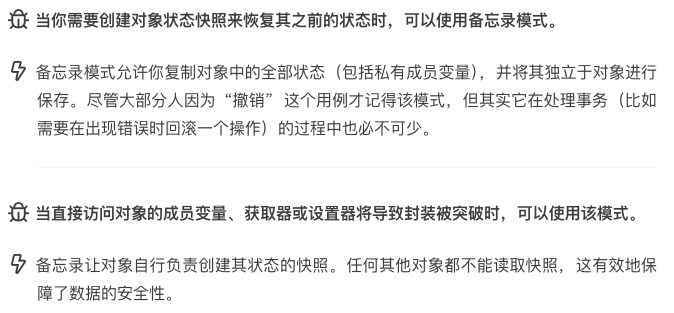 当你需要创建对象状态快照来恢复其之前的状态时，可以使用备忘录模式。
备忘录模式允许你复制对象中的全部状态（包括私有成员变量），并将其独立于对象进行
保存。尽管大部分人因为“撤销”这个用例才记得该模式，但其实它在处理事务（比如
需要在出现错误时回滚一个操作）的过程中也必不可少。
当直接访问对象的成员变量、获取器或设置器将导致封装被突破时，可以使用该模式。
备忘录让对象自行负责创建其状态的快照。任何其他对象都不能读取快照，这有效地保
障了数据的安全性。